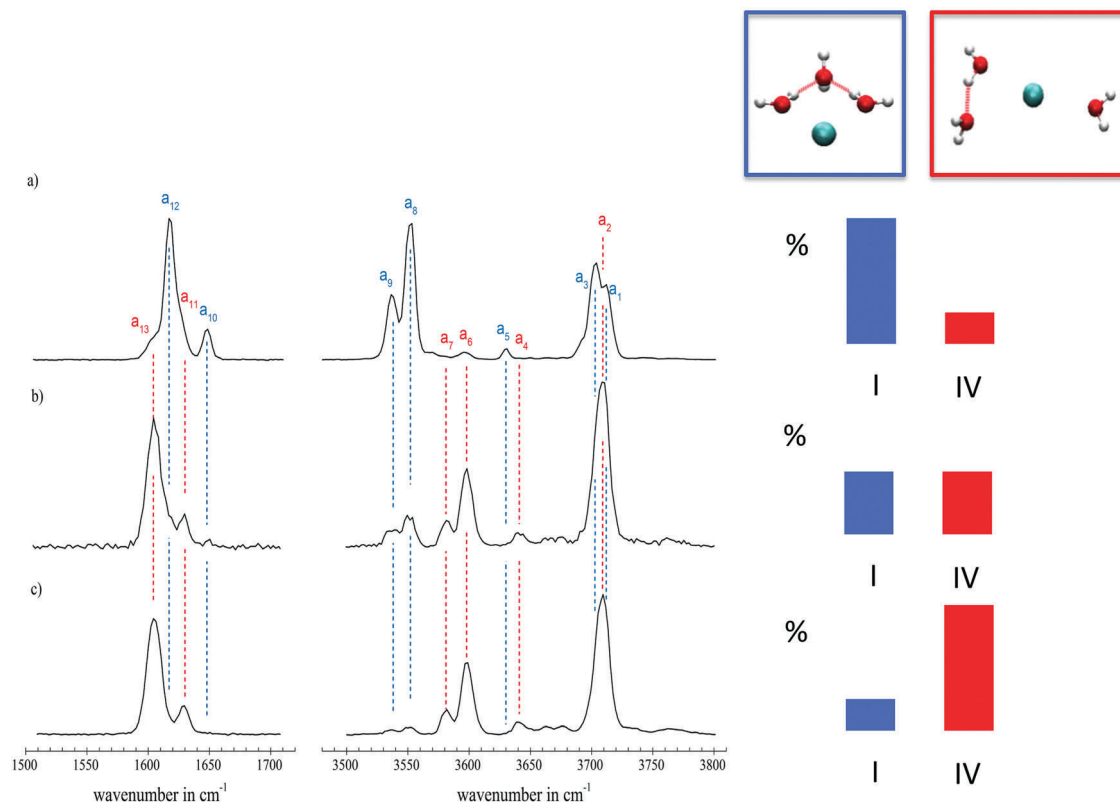 a)
a₁₂
a₈
a₂
a₉
a₃
a₁
a₁₁
a₁₀
a₁₃
a₅
a₇
a₆
a₄
%
I IV
b)
%
I IV
c)
%
I IV
1500 1600 1650 1700 3500 3550 3600 3650 3700 3750 3800
wavenumber in cm⁻¹ wavenumber in cm⁻¹